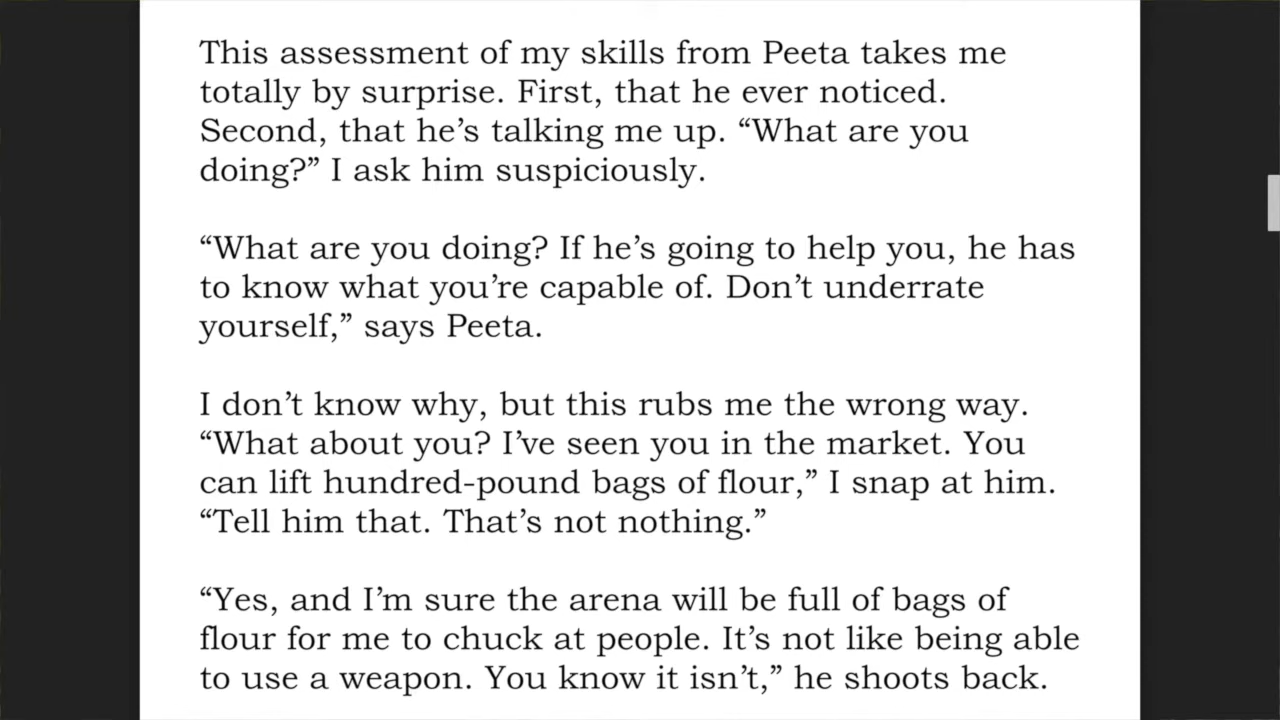 This assessment of my skills from Peeta takes me
totally by surprise. First, that he ever noticed.
Second, that he’s talking me up. “What are you
doing?” I ask him suspiciously.
“What are you doing? If he’s going to help you, he has
to know what you’re capable of. Don’t underrate
yourself,” says Peeta.
I don’t know why, but this rubs me the wrong way.
“What about you? I’ve seen you in the market. You
can lift hundred-pound bags of flour,” I snap at him.
“Tell him that. That’s not nothing.”
“Yes, and I’m sure the arena will be full of bags of
flour for me to chuck at people. It’s not like being able
to use a weapon. You know it isn’t,” he shoots back.